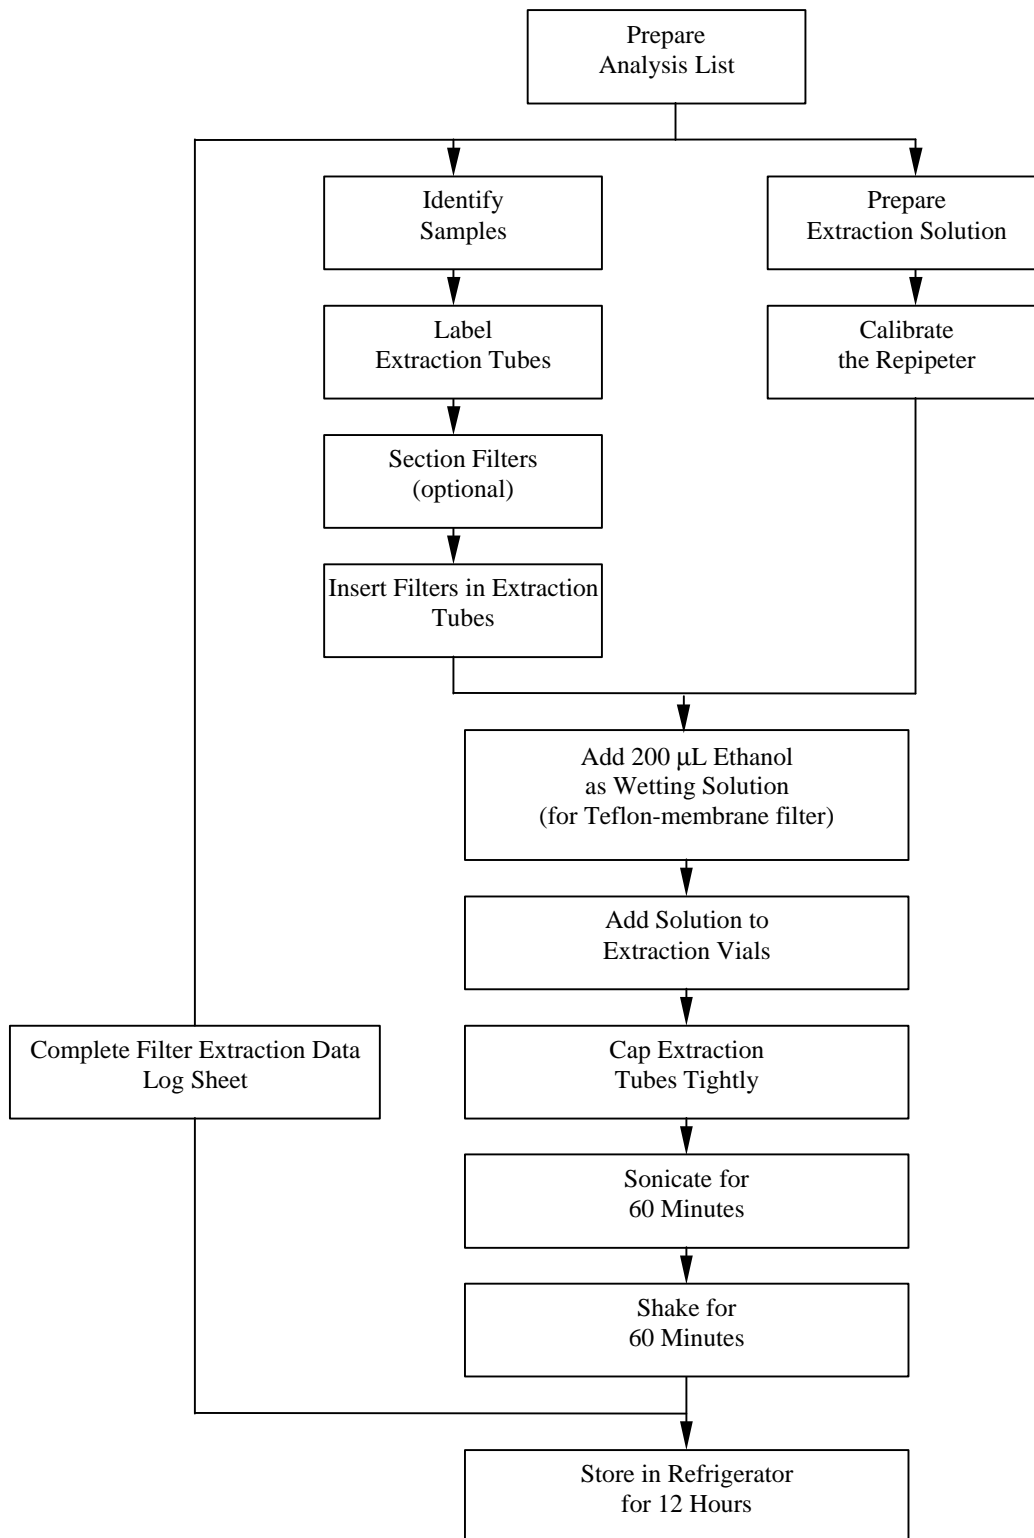 Prepare
Analysis List
Identify
Samples
Prepare
Extraction Solution
Label
Extraction Tubes
Calibrate
the Repipeter
Section Filters
(optional)
Insert Filters in Extraction
Tubes
Add 200 µL Ethanol
as Wetting Solution
(for Teflon-membrane filter)
Add Solution to
Extraction Vials
Complete Filter Extraction Data
Log Sheet
Cap Extraction
Tubes Tightly
Sonicate for
60 Minutes
Shake for
60 Minutes
Store in Refrigerator
for 12 Hours